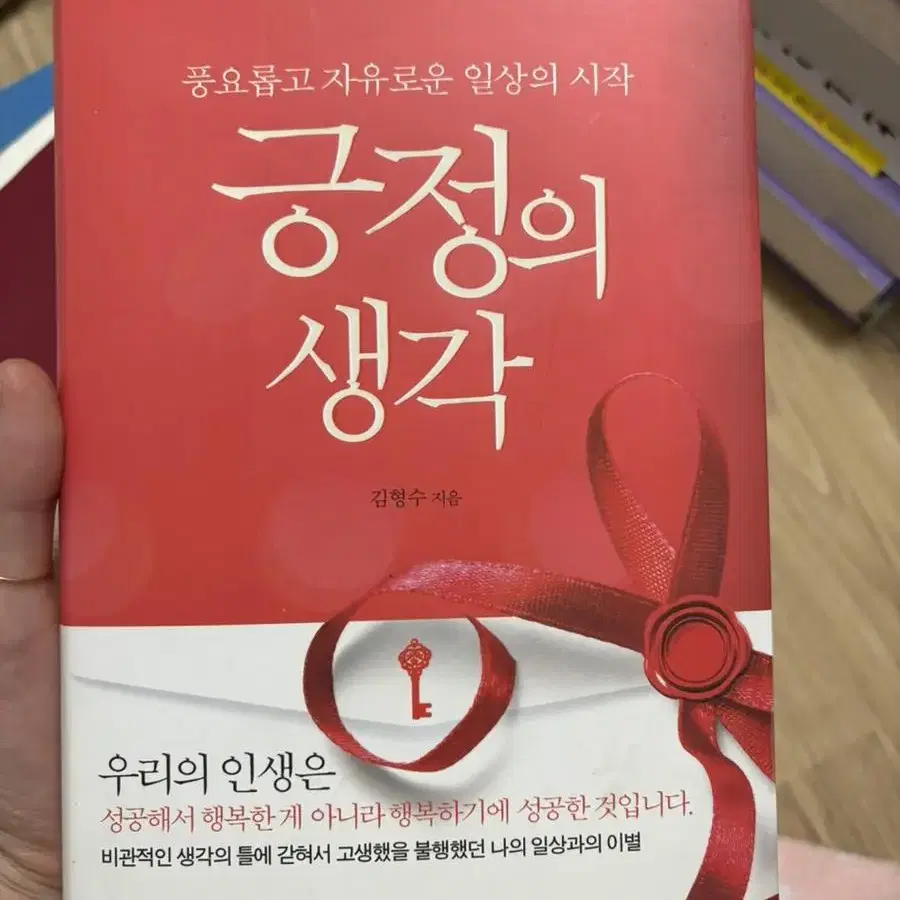 풍요롭고 자유로운 일상의 시작
긍정의
생각
김형수 지음
우리의 인생은
성공해서 행복한 게 아니라 행복하기에 성공한 것입니다.
비관적인 생각의 틀에 갇혀서 고생했을 불행했던 나의 일상과의 이별